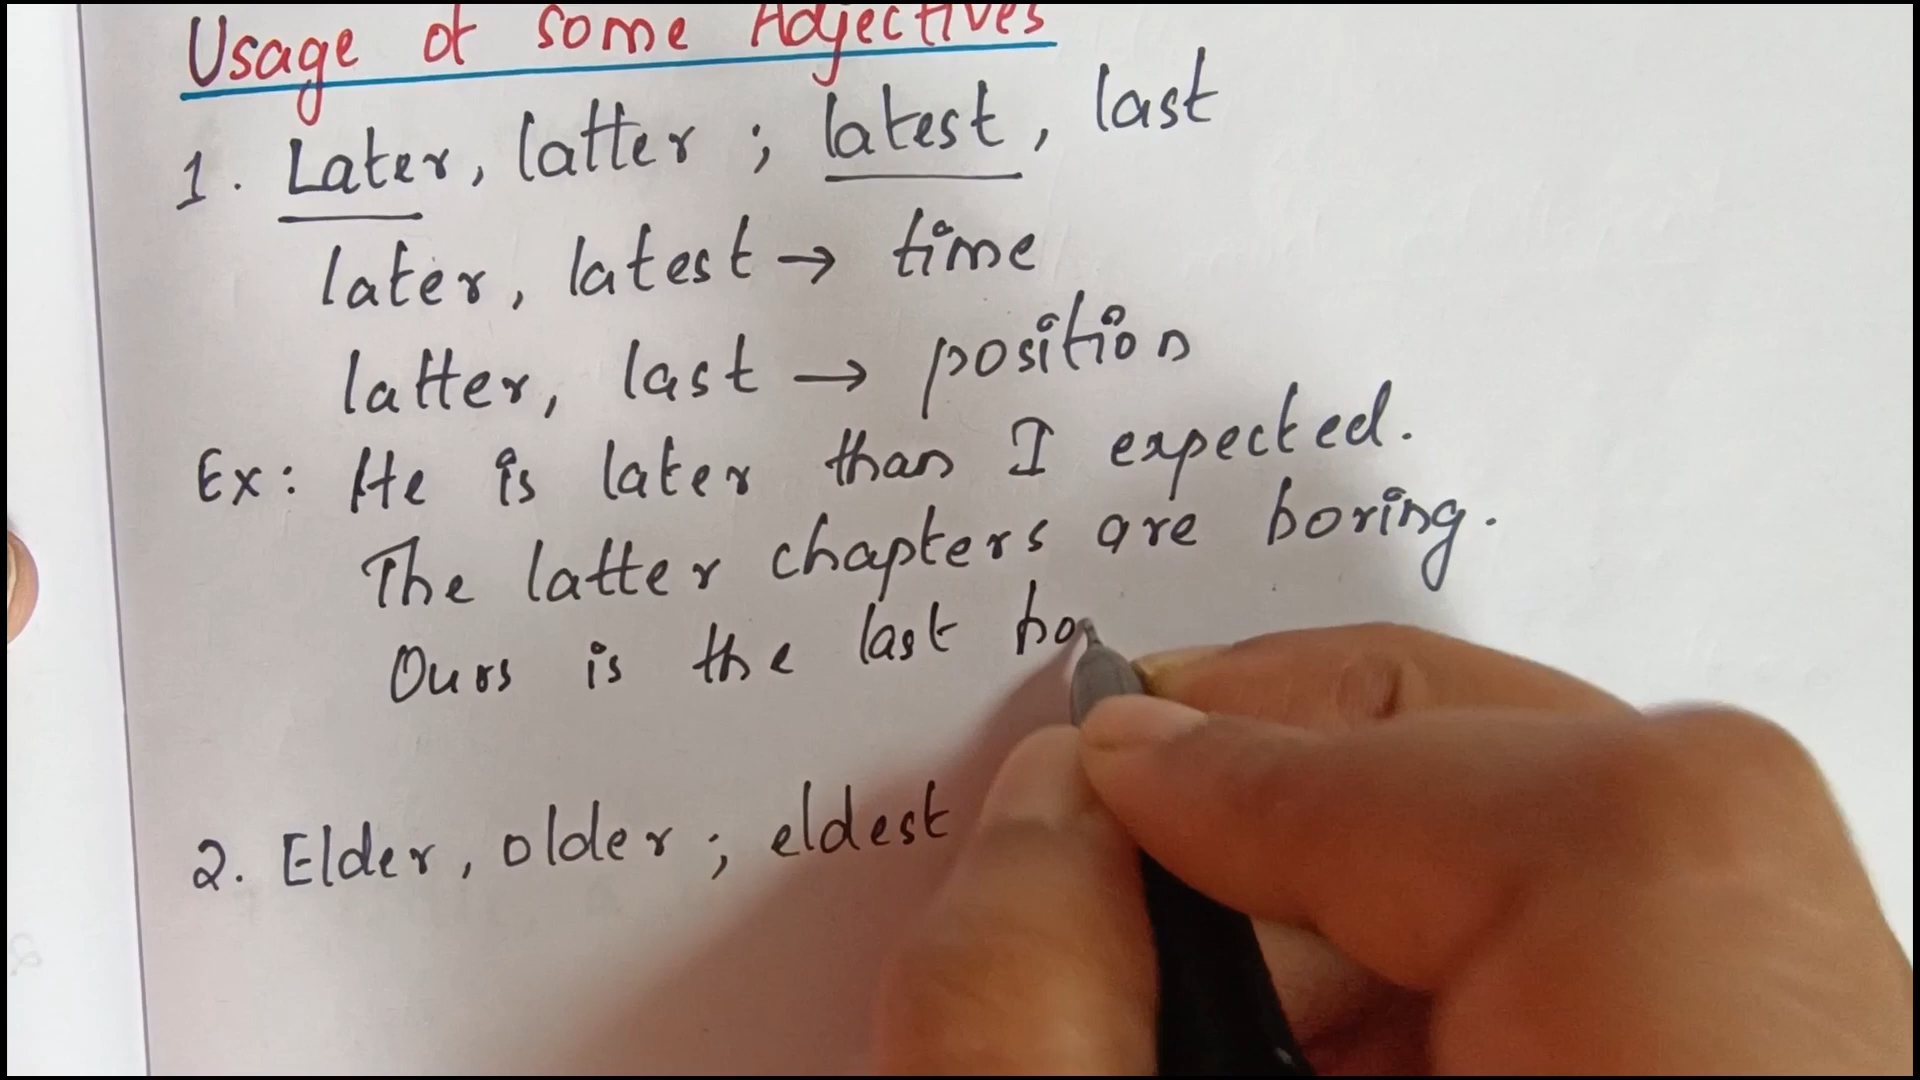 Usage of some Adjectives
1. Later, latter ; latest, last
later, latest → time
latter, last → position
Ex: He is later than I expected.
The latter chapters are boring.
Ours is the last ho
2. Elder, older ; eldest